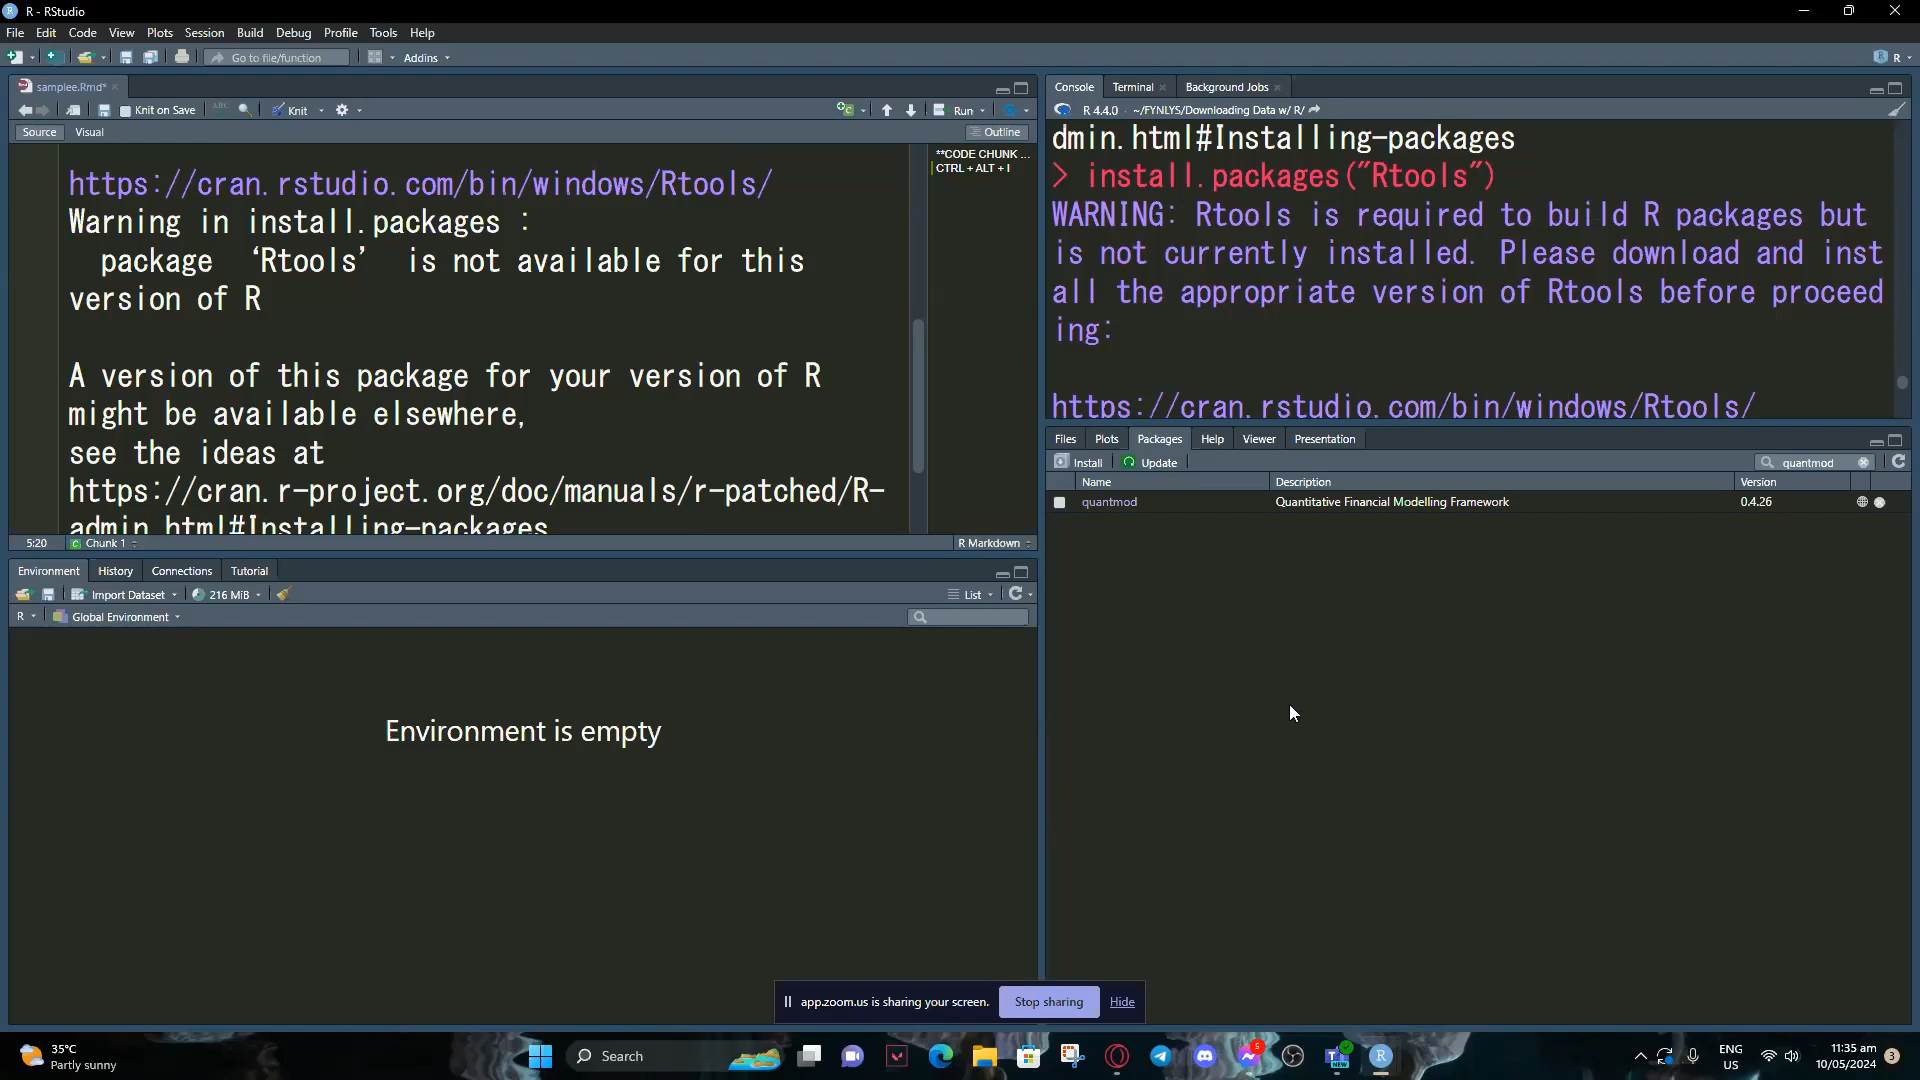 R - RStudio
File Edit Code View Plots Session Build Debug Profile Tools Help
Go to file/function Addins R
samplee.Rmd*
Knit on Save ABC Knit Run
Source Visual Outline
https://cran.rstudio.com/bin/windows/Rtools/
Warning in install.packages :
package ‘Rtools’ is not available for this
version of R
A version of this package for your version of R
might be available elsewhere,
see the ideas at
https://cran.r-project.org/doc/manuals/r-patched/R-
admin.html#Installing-packages
**CODE CHUNK ...
CTRL + ALT + I
5:20 Chunk 1 R Markdown
Console Terminal Background Jobs
R 4.4.0 · ~/FYNLYS/Downloading Data w/ R/
dmin.html#Installing-packages
> install.packages("Rtools")
WARNING: Rtools is required to build R packages but
is not currently installed. Please download and inst
all the appropriate version of Rtools before proceed
ing:
https://cran.rstudio.com/bin/windows/Rtools/
Environment History Connections Tutorial
Import Dataset 216 MiB List
R Global Environment
Environment is empty
Files Plots Packages Help Viewer Presentation
Install Update quantmod
Name Description Version
quantmod Quantitative Financial Modelling Framework 0.4.26
app.zoom.us is sharing your screen. Stop sharing Hide
35°C
Partly sunny
Search
5
NEW
R
ENG
US
11:35 am
10/05/2024
3